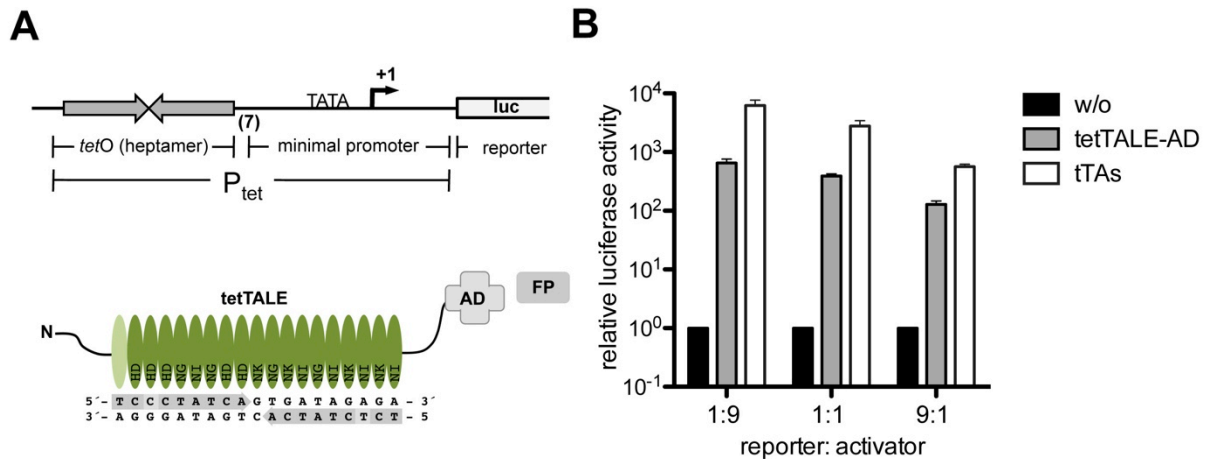 A
B
+1
TATA
luc
(7)
tetO (heptamer)
minimal promoter
reporter
Ptet
tetTALE
AD
FP
N
HD HD HD NG NI NG HD HD NK NG NK NI NG NI NK NI NK NI
5´- T C C C T A T C A G T G A T A G A G A - 3´
3´- A G G G A T A G T C A C T A T C T C T - 5
relative luciferase activity
10^4
10^3
10^2
10^1
10^0
10^-1
1:9
1:1
9:1
reporter: activator
w/o
tetTALE-AD
tTAs